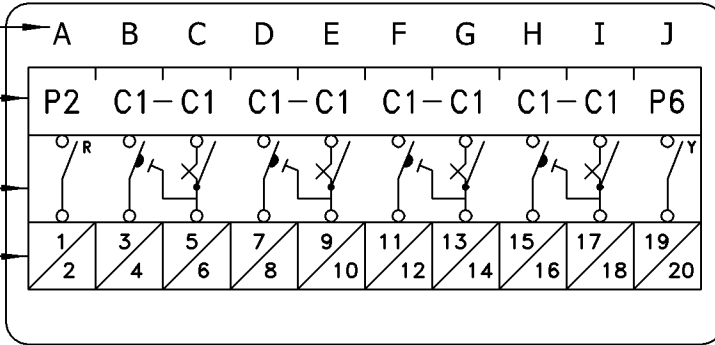 A B C D E F G H I J
P2 C1-C1 C1-C1 C1-C1 C1-C1 P6
R Y
1 3 5 7 9 11 13 15 17 19
2 4 6 8 10 12 14 16 18 20